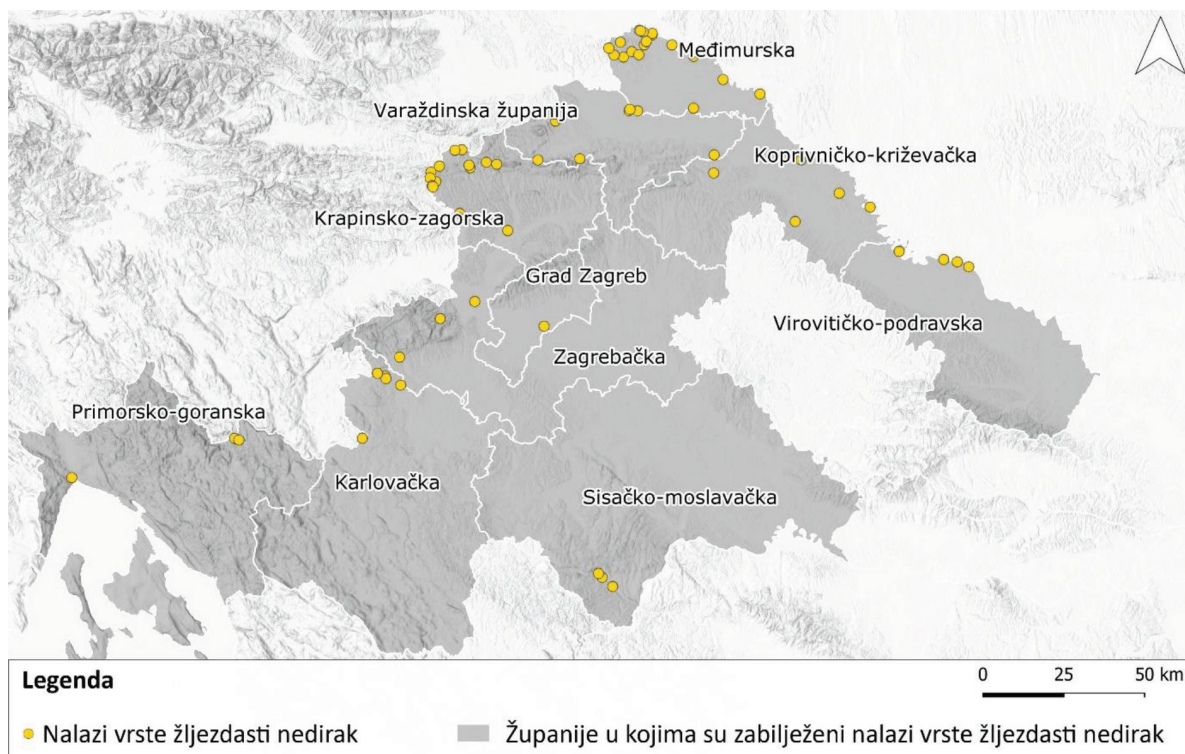 Međimurska
Varaždinska županija
Koprivničko-križevačka
Krapinsko-zagorska
Grad Zagreb
Virovitičko-podravska
Zagrebačka
Primorsko-goranska
Karlovačka
Sisačko-moslavačka
Legenda
0 25 50 km
Nalazi vrste žljezdasti nedirak
Županije u kojima su zabilježeni nalazi vrste žljezdasti nedirak